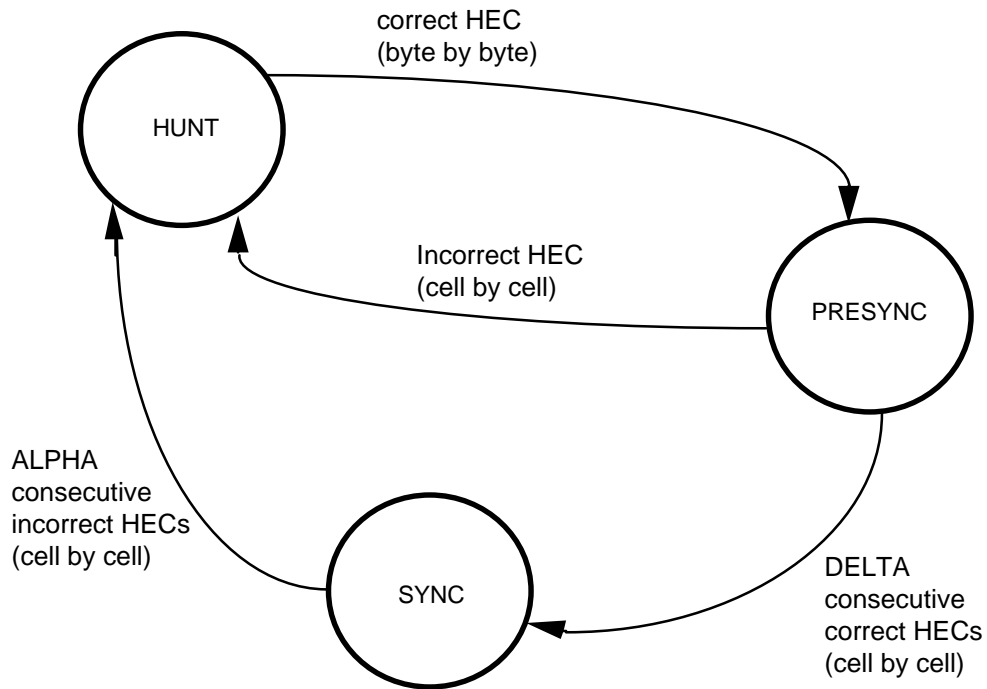 correct HEC
(byte by byte)
HUNT
Incorrect HEC
(cell by cell)
PRESYNC
ALPHA
consecutive
incorrect HECs
(cell by cell)
SYNC
DELTA
consecutive
correct HECs
(cell by cell)